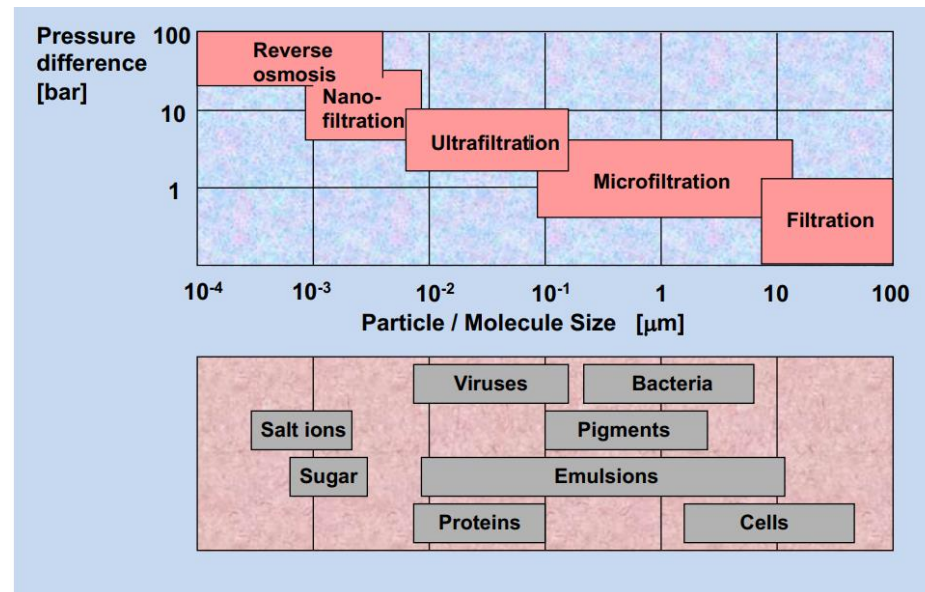 Pressure
difference
[bar]
100
10
1
Reverse
osmosis
Nano-
filtration
Ultrafiltration
Microfiltration
Filtration
10⁻⁴ 10⁻³ 10⁻² 10⁻¹ 1 10 100
Particle / Molecule Size [μm]
Viruses Bacteria
Salt ions Pigments
Sugar Emulsions
Proteins Cells